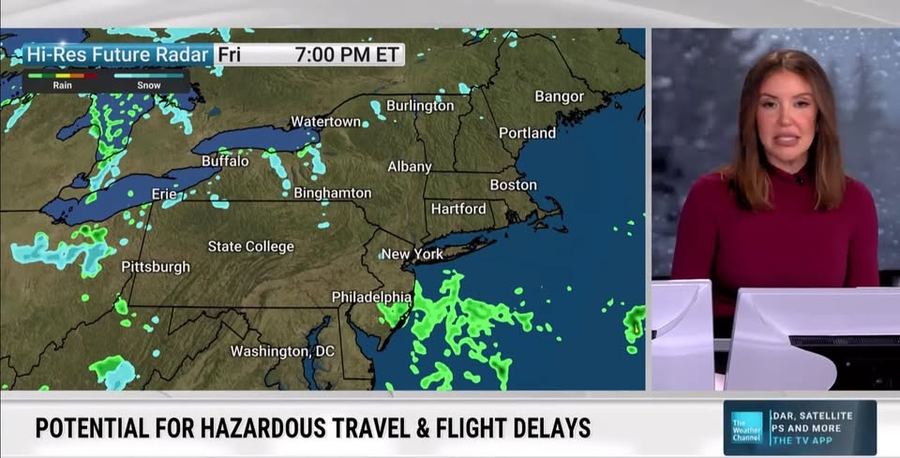 Hi-Res Future Radar Fri 7:00 PM ET
Rain Snow
Burlington
Bangor
Watertown
Portland
Buffalo
Albany
Erie
Binghamton
Boston
Hartford
State College
New York
Pittsburgh
Philadelphia
Washington, DC
POTENTIAL FOR HAZARDOUS TRAVEL & FLIGHT DELAYS
The
Weather
Channel
DAR, SATELLITE
PS AND MORE
THE TV APP